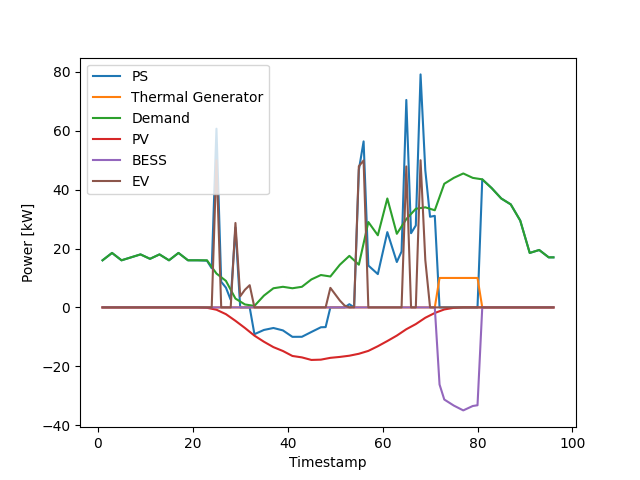 80
60
40
20
0
−20
−40
Power [kW]
PS
Thermal Generator
Demand
PV
BESS
EV
0
20
40
60
80
100
Timestamp